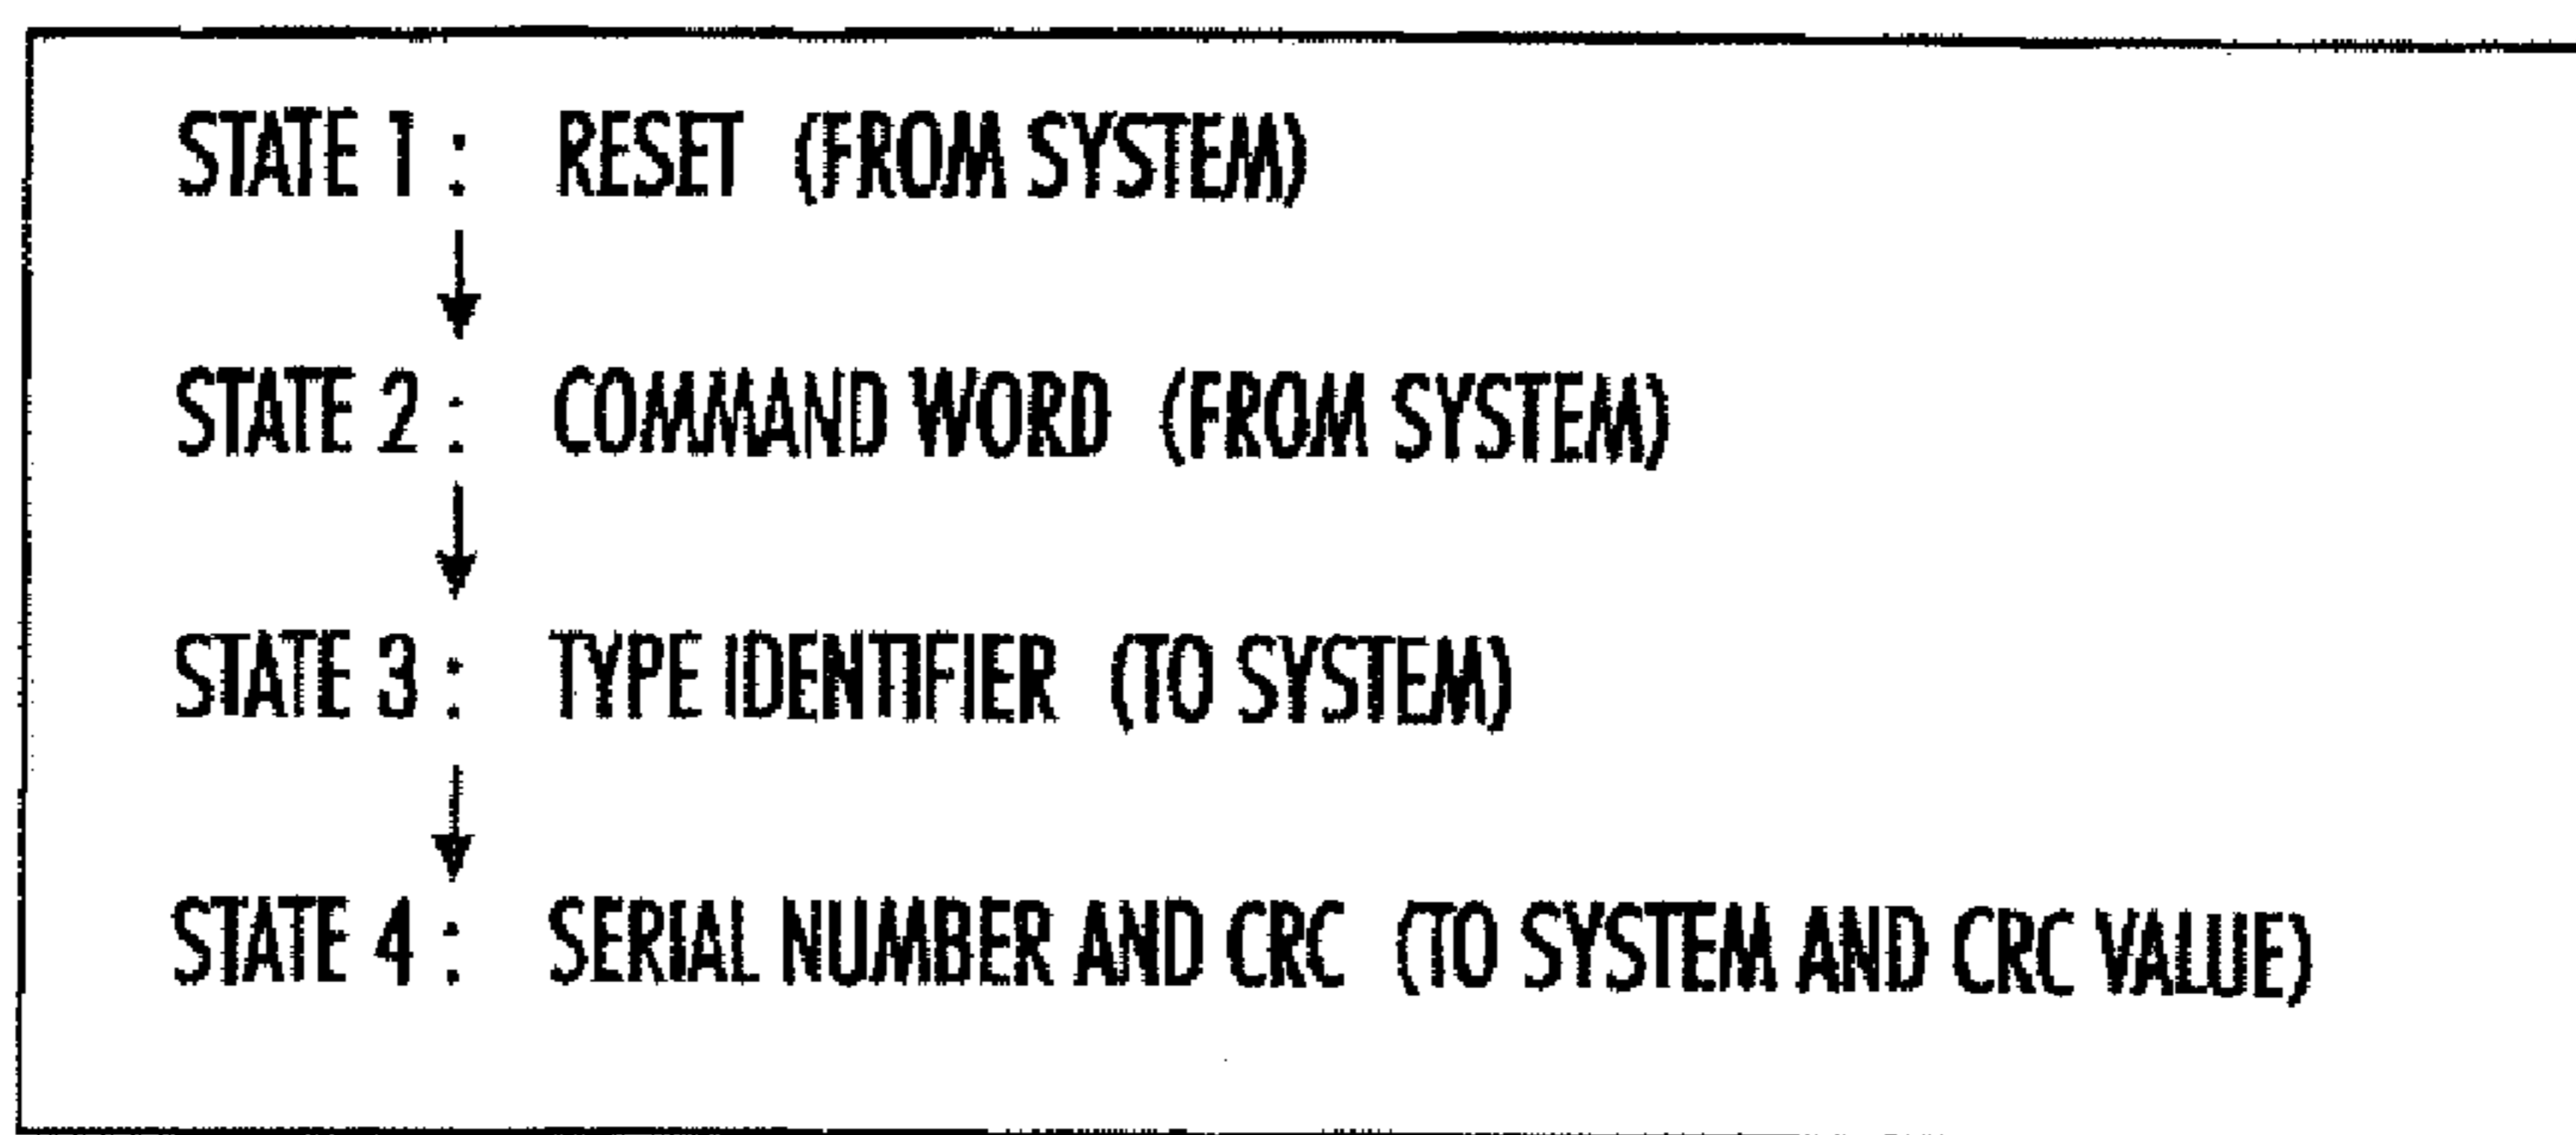 STATE 1 : RESET (FROM SYSTEM)
STATE 2 : COMMAND WORD (FROM SYSTEM)
STATE 3 : TYPE IDENTIFIER (TO SYSTEM)
STATE 4 : SERIAL NUMBER AND CRC (TO SYSTEM AND CRC VALUE)